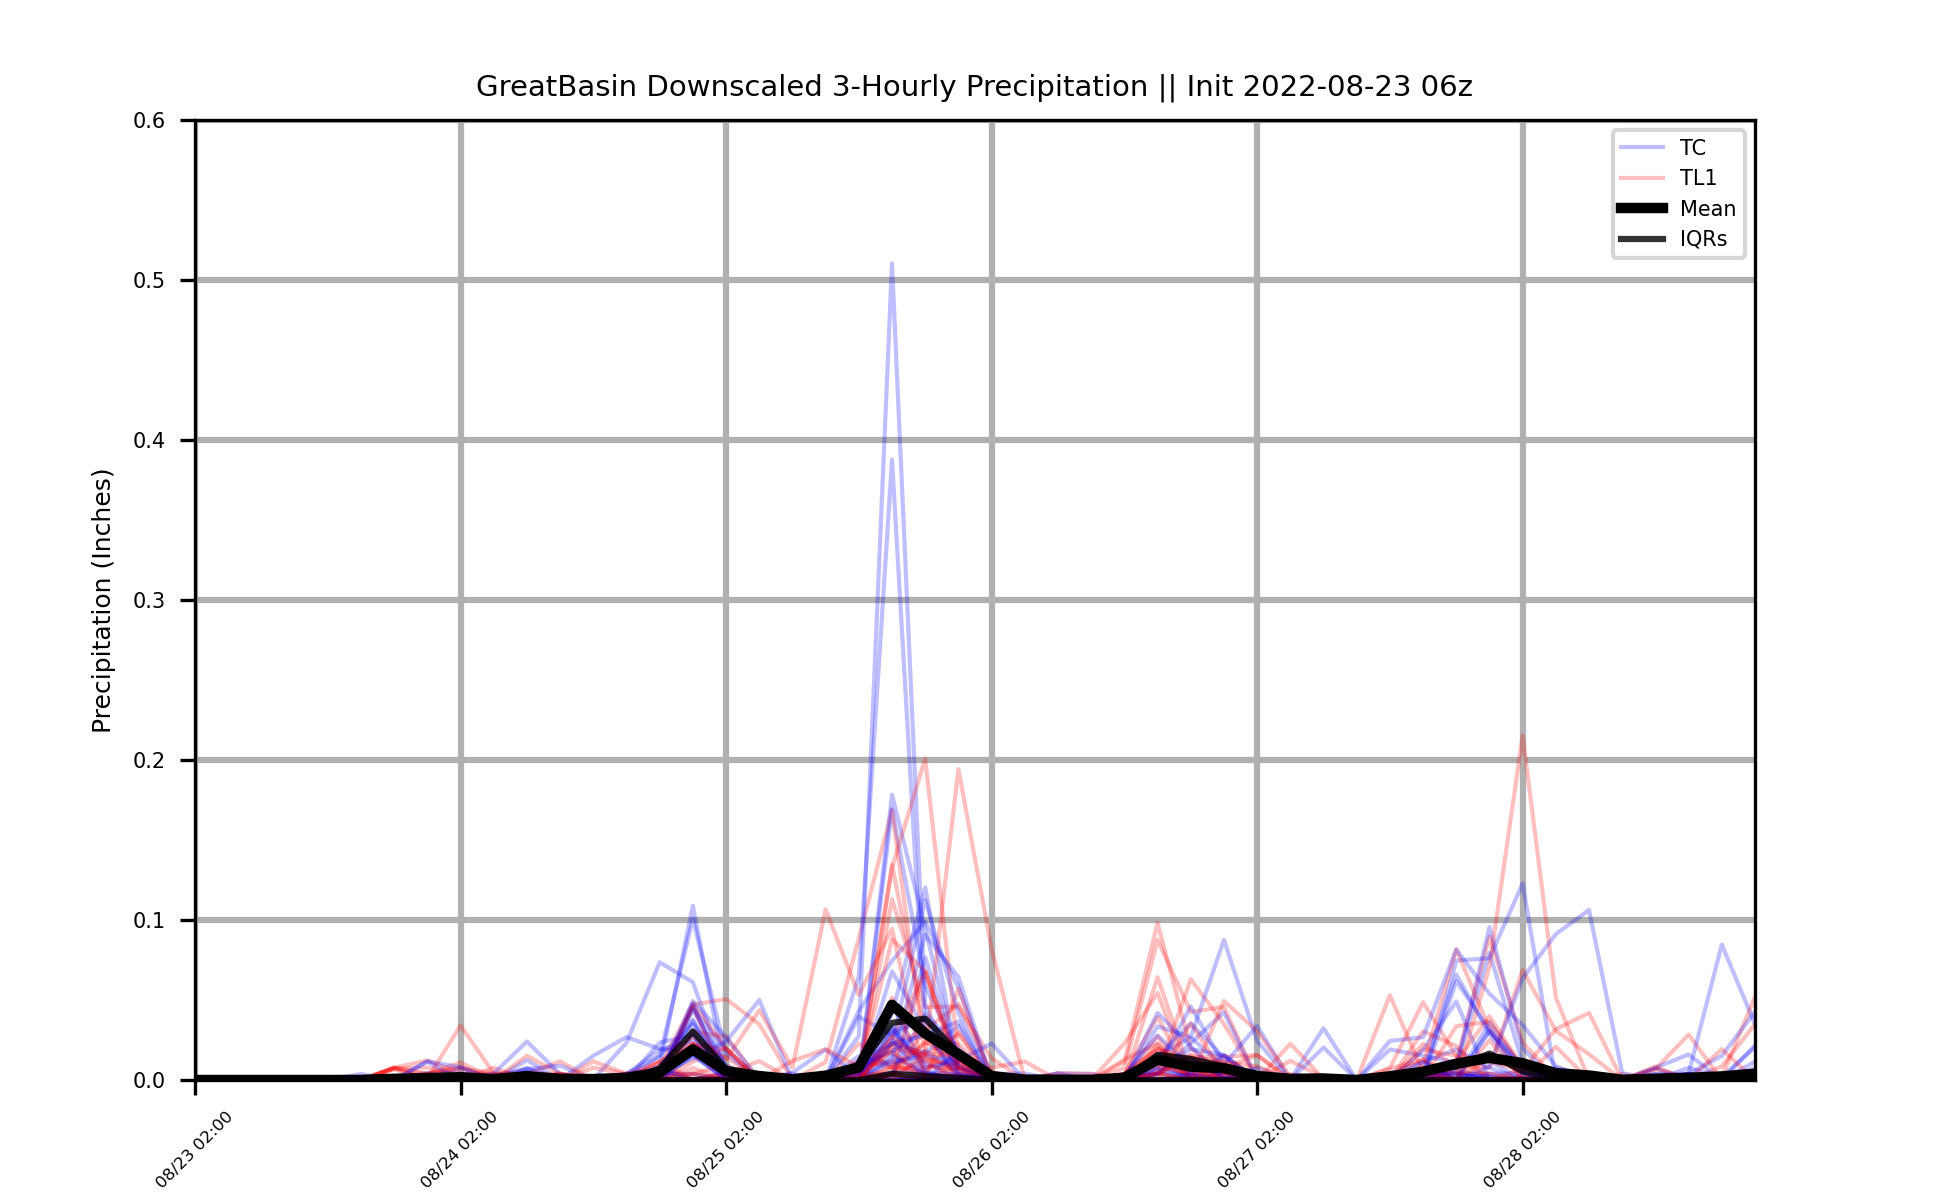 GreatBasin Downscaled 3-Hourly Precipitation || Init 2022-08-23 06z
0.6
0.5
0.4
0.3
0.2
0.1
0.0
Precipitation (Inches)
TC
TL1
Mean
IQRs
08/23 02:00
08/24 02:00
08/25 02:00
08/26 02:00
08/27 02:00
08/28 02:00